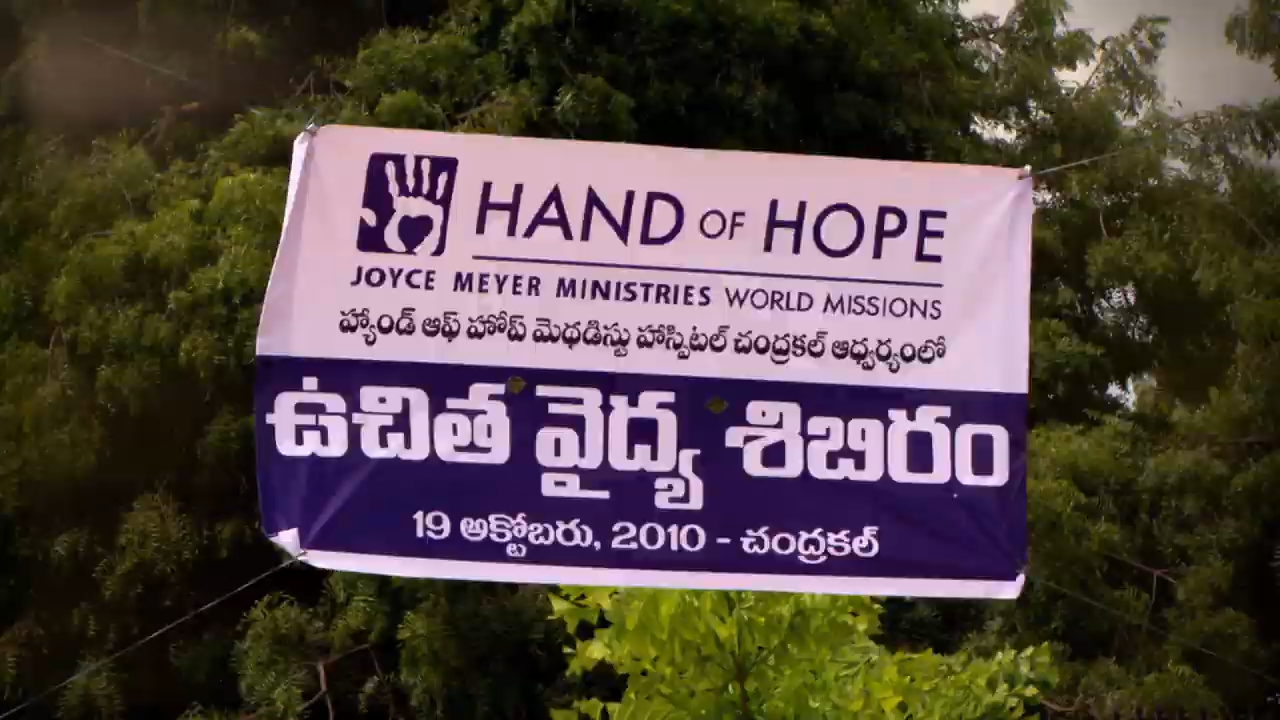 HAND OF HOPE
JOYCE MEYER MINISTRIES WORLD MISSIONS
హ్యాండ్ ఆఫ్ హోప్ మెథడిస్టు హాస్పిటల్ చంద్రకల్ ఆధ్వర్యంలో
ఉచిత వైద్య శిబిరం
19 అక్టోబరు, 2010 - చంద్రకల్